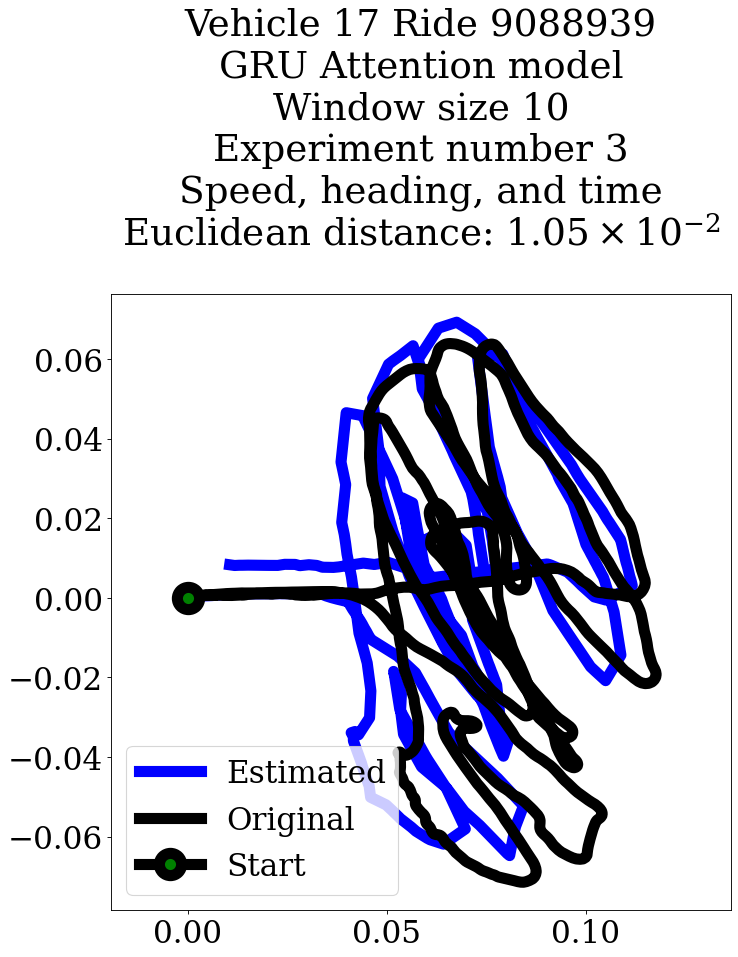 Vehicle 17 Ride 9088939
GRU Attention model
Window size 10
Experiment number 3
Speed, heading, and time
Euclidean distance: 1.05 × 10⁻²
0.06
0.04
0.02
0.00
−0.02
−0.04
−0.06
Estimated
Original
Start
0.00 0.05 0.10